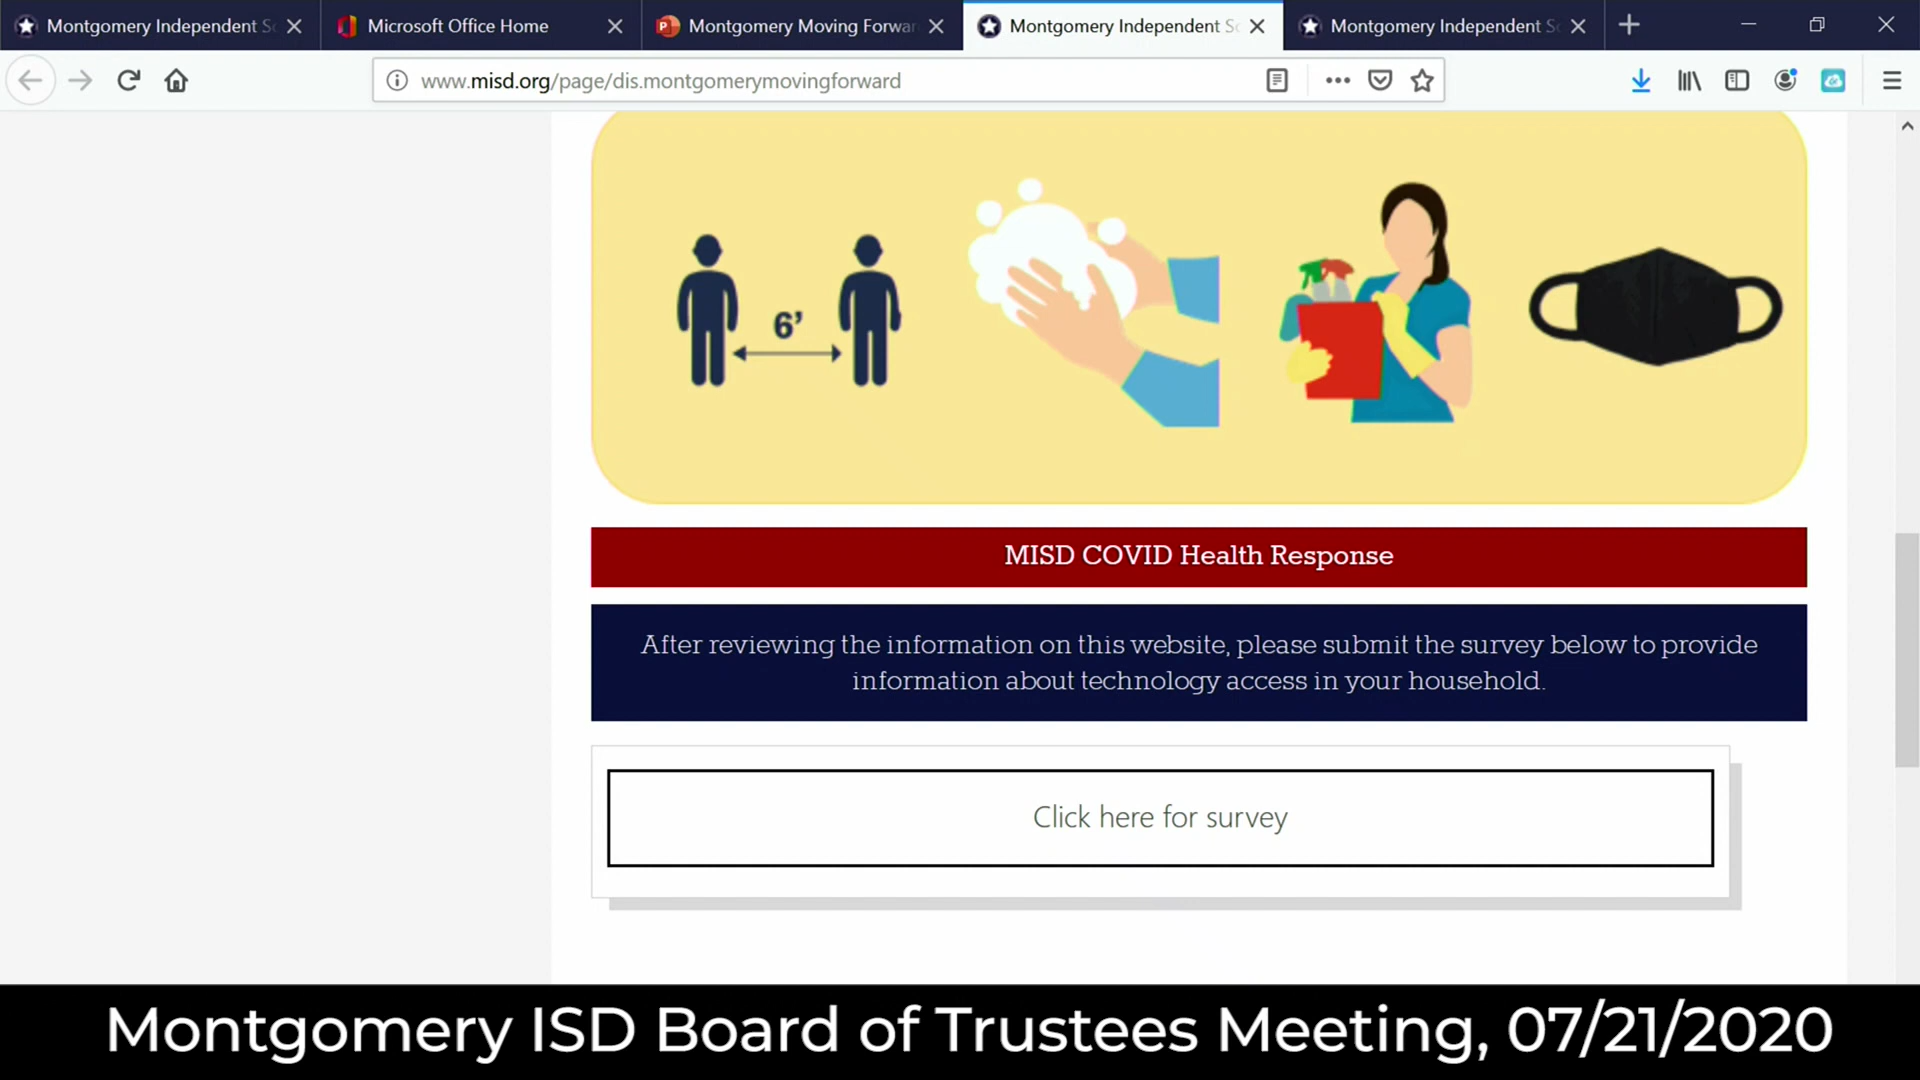 Montgomery Independent Sc
Microsoft Office Home
Montgomery Moving Forwar
Montgomery Independent Sc
Montgomery Independent Sc
www.misd.org/page/dis.montgomerymovingforward
6’
MISD COVID Health Response
After reviewing the information on this website, please submit the survey below to provide
information about technology access in your household.
Click here for survey
Montgomery ISD Board of Trustees Meeting, 07/21/2020